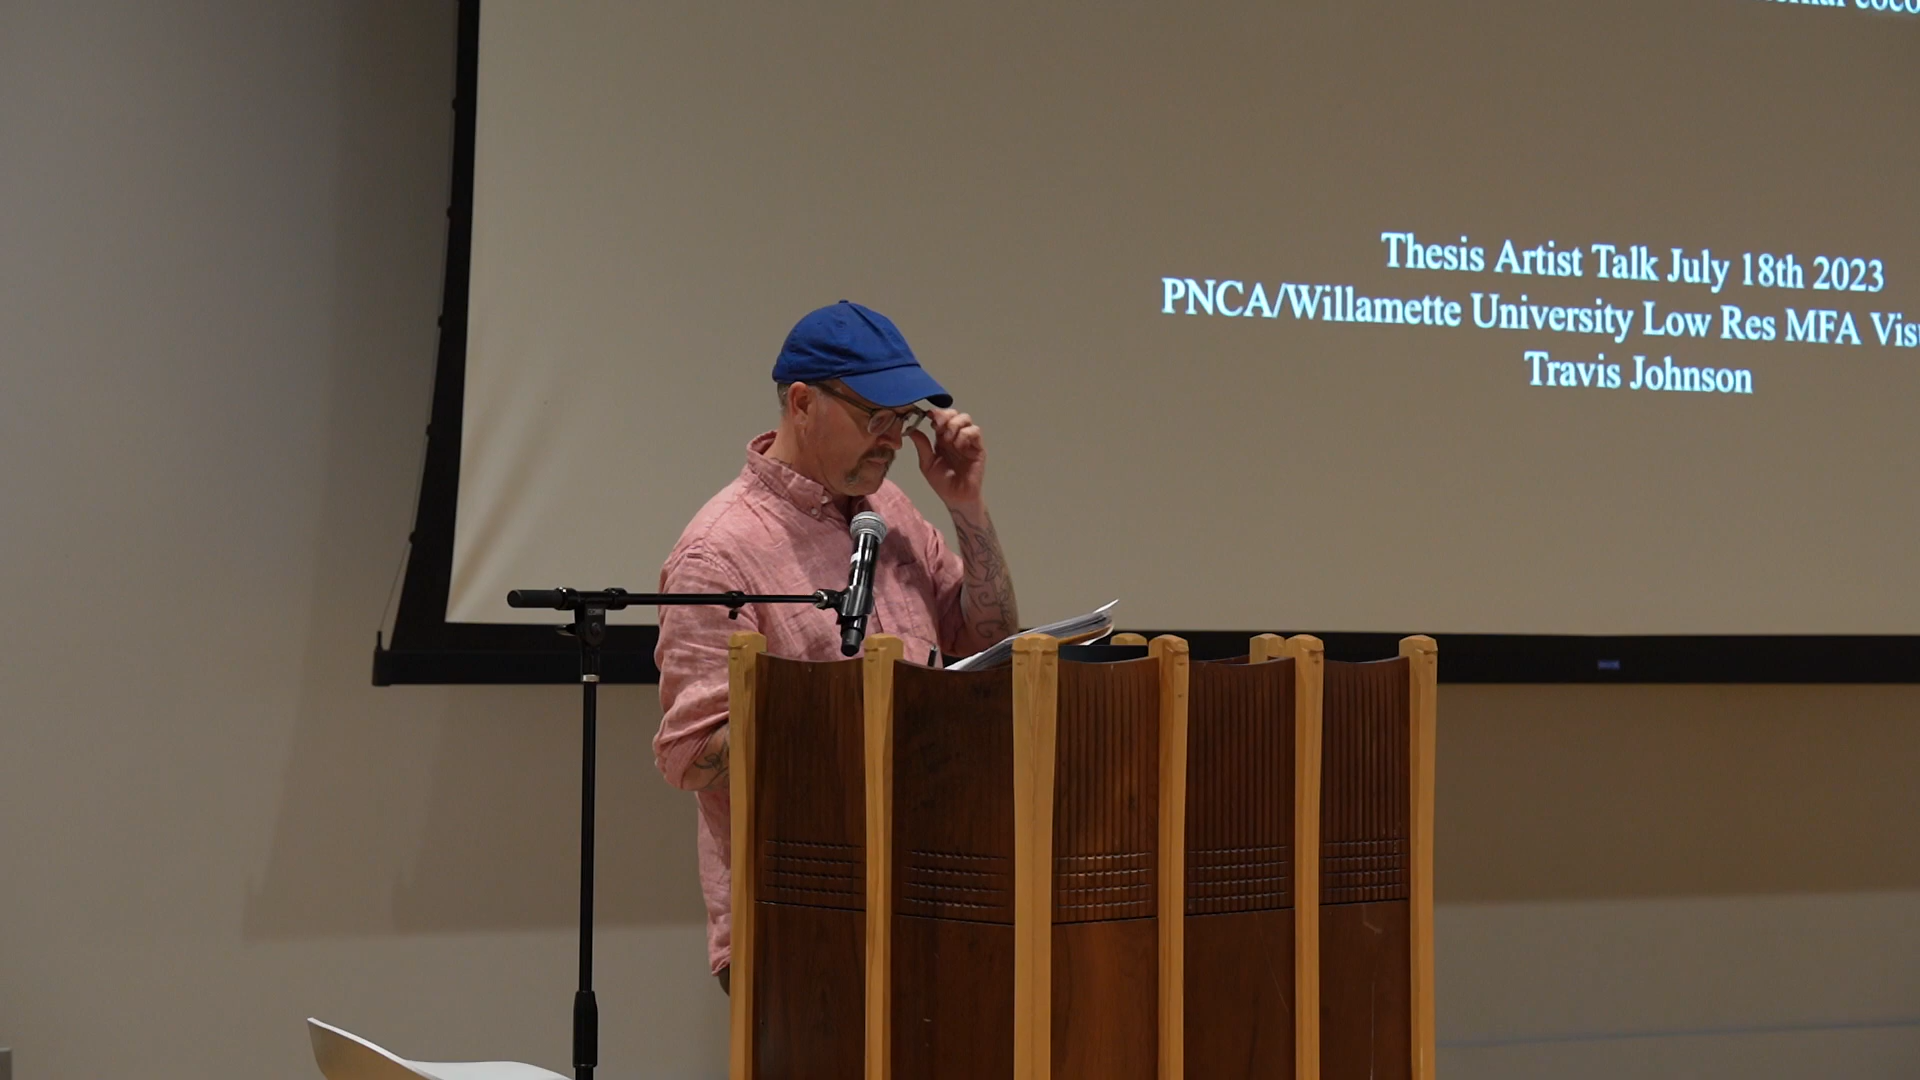 Thesis Artist Talk July 18th 2023
PNCA/Willamette University Low Res MFA
Travis Johnson